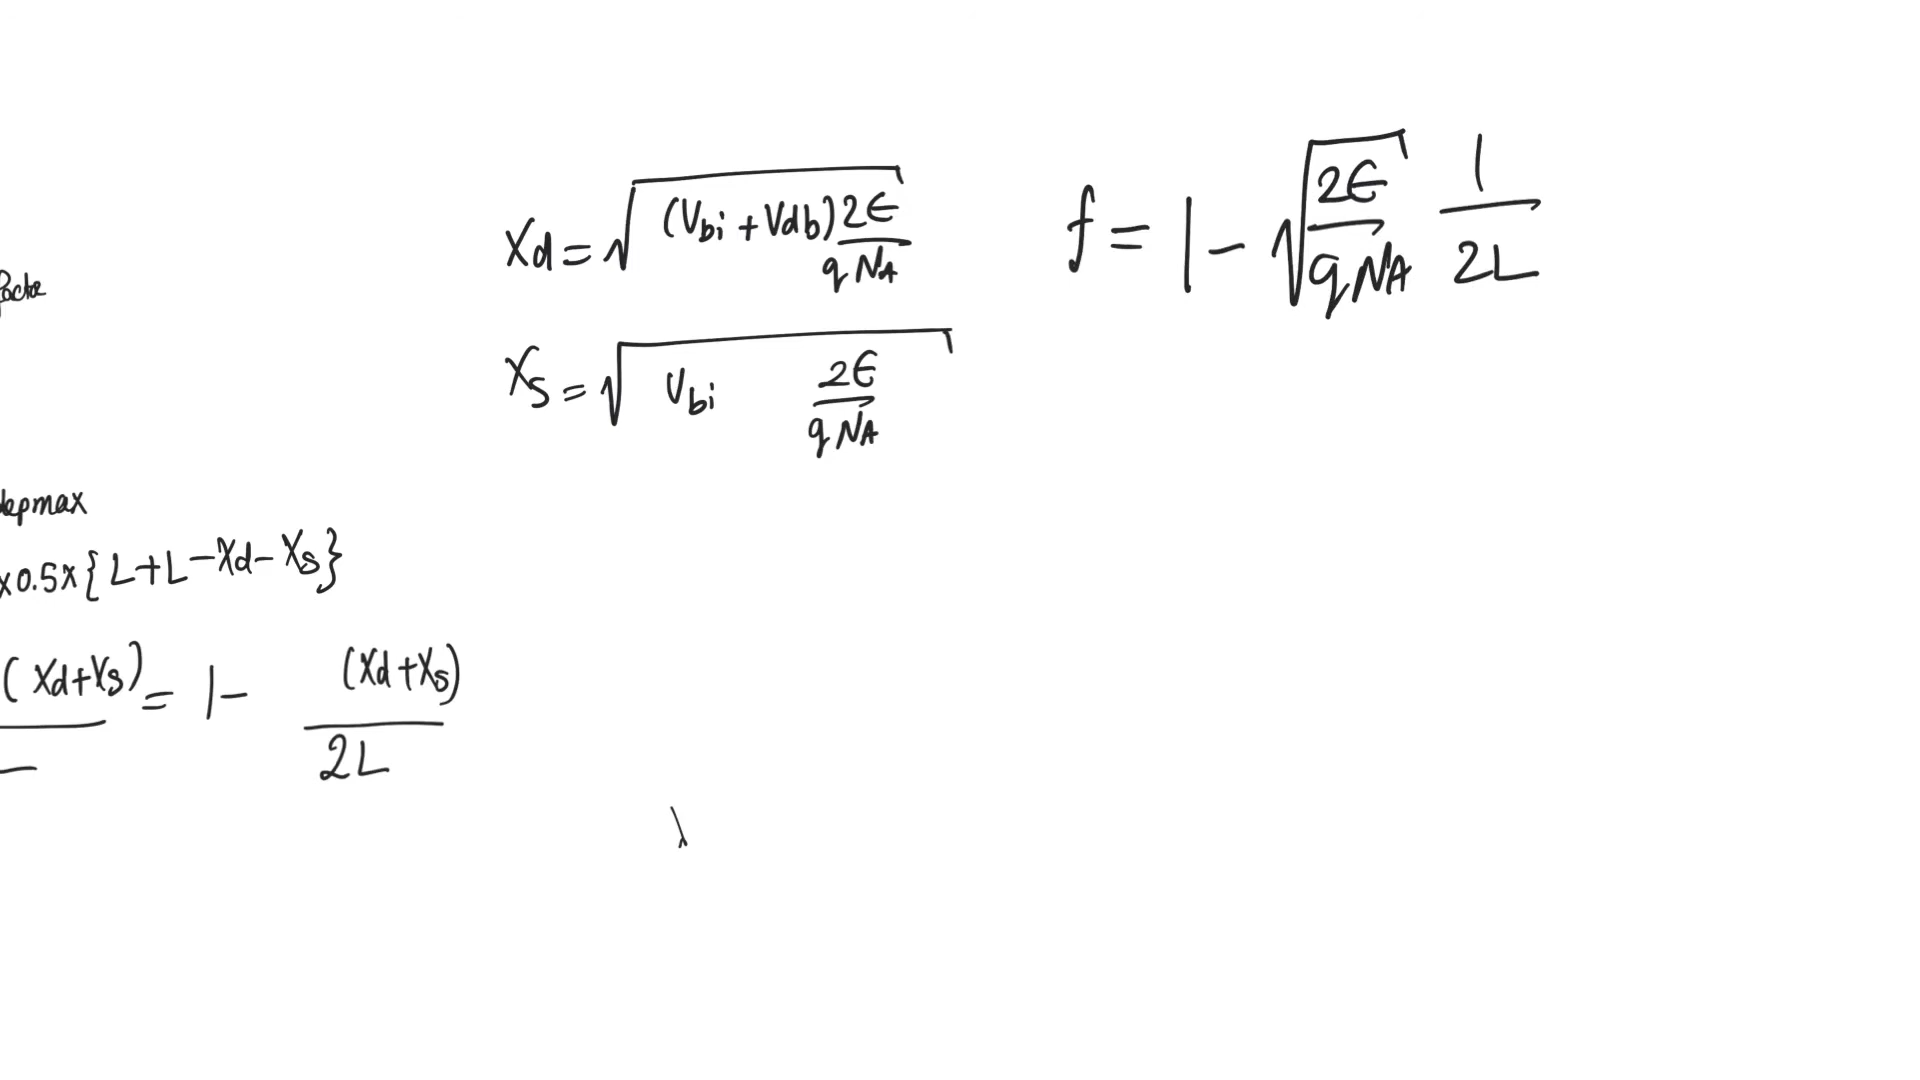 Xd = √((Vbi + Vdb) 2ϵ/qNA)
f = 1 - √(2ϵ/qNA) 1/2L
Xs = √(Vbi 2ϵ/qNA)
depmax
x0.5x{L+L-Xd-Xs}
(Xd+Xs) = 1 - (Xd+Xs)/2L